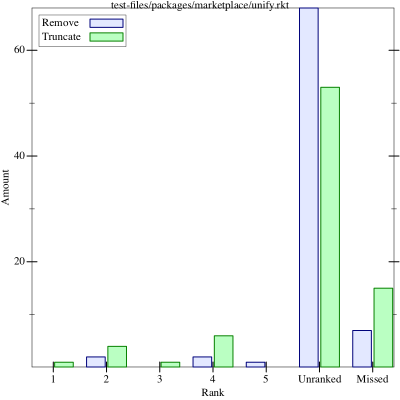 test-files/packages/marketplace/unify.rkt
Remove
Truncate
60
40
20
Amount
1 2 3 4 5 Unranked Missed
Rank